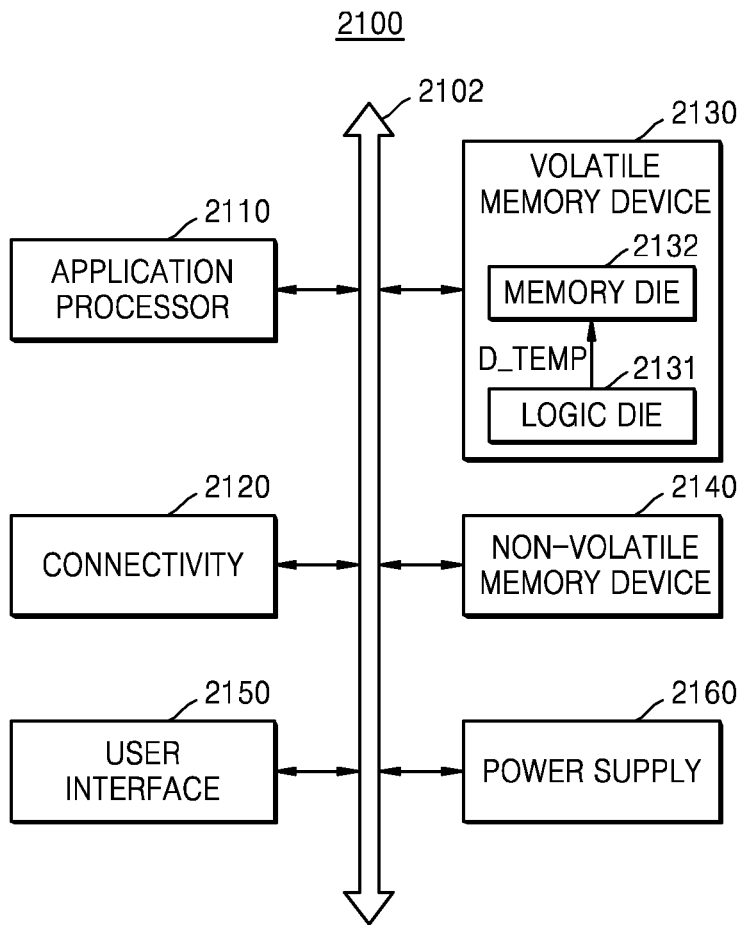 2100
2102
2130
VOLATILE
MEMORY DEVICE
2110
2132
APPLICATION
PROCESSOR
MEMORY DIE
D_TEMP
2131
LOGIC DIE
2120
2140
CONNECTIVITY
NON-VOLATILE
MEMORY DEVICE
2150
2160
USER
INTERFACE
POWER SUPPLY